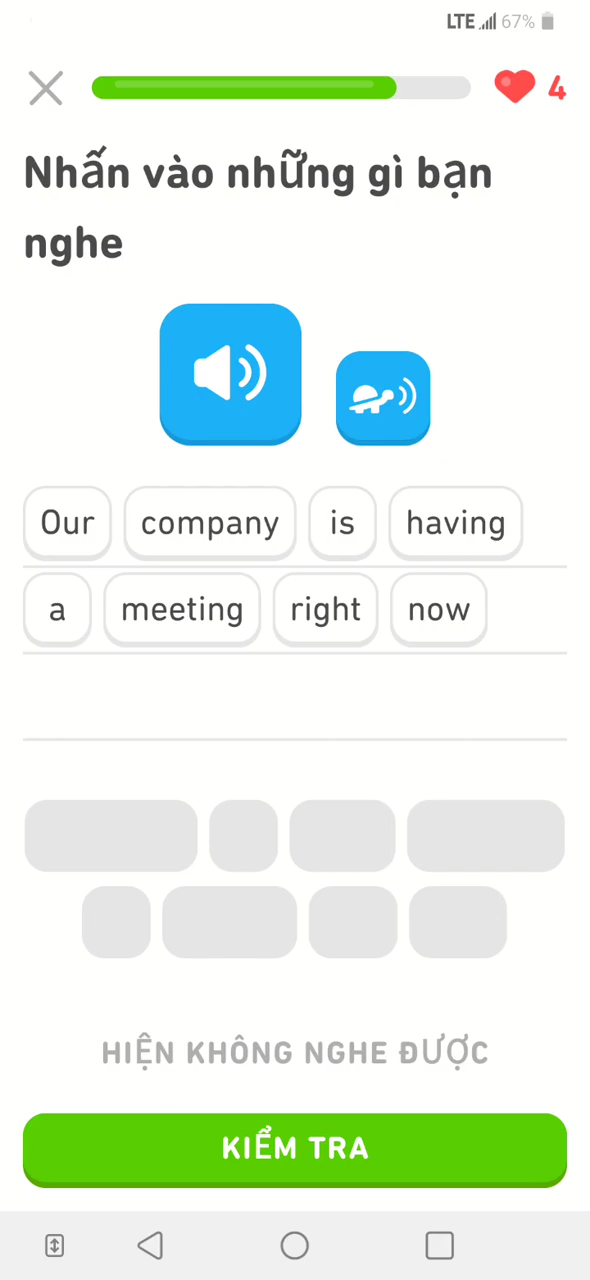 LTE 67%
4
Nhấn vào những gì bạn
nghe
Our company is having
a meeting right now
HIỆN KHÔNG NGHE ĐƯỢC
KIỂM TRA